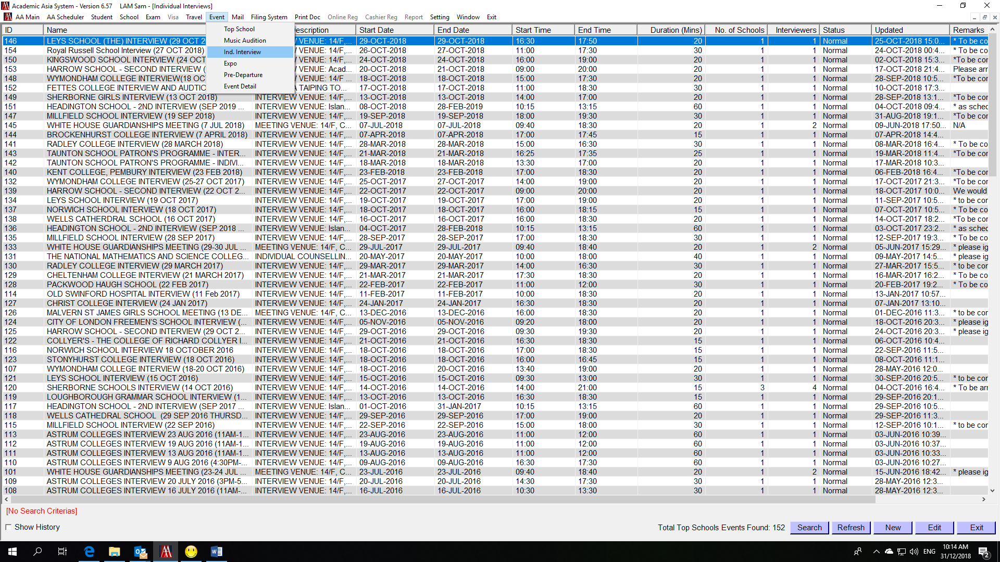 Academic Asia System - Version 6.57 LAM Sam - [Individual Interviews]
AA Main AA Scheduler Student School Exam Visa Travel Event Mail Filing System Print Doc Online Reg Cashier Reg Report Setting Window Exit
Top School
Music Audition
Ind. Interview
Expo
Pre-Departure
Event Detail
ID Name escription Start Date End Date Start Time End Time Duration (Mins) No. of Schools Interviewers Status Updated Remarks
146 LEYS SCHOOL (THE) INTERVIEW (29 OCT 2 W VENUE: 14/F,... 29-OCT-2018 29-OCT-2018 16:30 17:50 20 1 1 Normal 25-OCT-2018 15:0... * To be co
154 Royal Russell School Interview (27 OCT 2018) W VENUE: 14/F,... 26-OCT-2018 27-OCT-2018 11:00 17:30 30 1 1 Normal 24-OCT-2018 00:4... * To be co
150 KINGSWOOD SCHOOL INTERVIEW (24 OCT W VENUE: 14/F,... 24-OCT-2018 24-OCT-2018 16:00 19:00 20 1 1 Normal 02-OCT-2018 15:3... *To be cor
153 HARROW SCHOOL - SECOND INTERVIEW ( W VENUE: Acad... 20-OCT-2018 21-OCT-2018 09:00 20:00 20 1 1 Normal 17-OCT-2018 21:4... Please arr
148 WYMONDHAM COLLEGE INTERVIEW(18 OC W VENUE: 14/F ... 18-OCT-2018 18-OCT-2018 15:00 17:30 20 1 1 Normal 28-SEP-2018 10:5... *To be cor
152 FETTES COLLEGE INTERVIEW AND AUDTIC A TAIPING TO... 17-OCT-2018 17-OCT-2018 11:00 18:30 30 1 1 Normal 10-OCT-2018 17:3...
149 SHERBORNE GIRLS INTERVIEW (13 OCT 2018) INTERVIEW VENUE: 14/F,... 13-OCT-2018 13-OCT-2018 14:00 17:00 20 1 1 Normal 28-SEP-2018 13:1... *To be cor
151 HEADINGTON SCHOOL - 2ND INTERVIEW (SEP 2019 ... INTERVIEW VENUE: Islan... 08-OCT-2018 28-FEB-2019 10:15 13:15 60 1 1 Normal 04-OCT-2018 09:4... * as sched
147 MILLFIELD SCHOOL INTERVIEW (19 SEP 2018) INTERVIEW VENUE: 14/F,... 19-SEP-2018 19-SEP-2018 18:00 19:30 30 1 1 Normal 31-AUG-2018 19:1... *To be cor
145 WHITE HOUSE GUARDIANSHIPS MEETING (7 JUL 2018) MEETING VENUE: 14/F, C... 07-JUL-2018 07-JUL-2018 09:40 18:30 20 1 2 Normal 09-JUN-2018 17:50... N/A
144 BROCKENHURST COLLEGE INTERVIEW (7 APRIL 2018) INTERVIEW VENUE: 14/F,... 07-APR-2018 07-APR-2018 17:00 17:45 15 1 1 Normal 07-APR-2018 14:4...
141 RADLEY COLLEGE INTERVIEW (28 MARCH 2018) INTERVIEW VENUE: 14/F,... 28-MAR-2018 28-MAR-2018 15:00 16:30 30 1 1 Normal 08-MAR-2018 16:4... * To be co
143 TAUNTON SCHOOL PATRON'S PROGRAMME - INTER... INTERVIEW VENUE: 14/F,... 21-MAR-2018 21-MAR-2018 16:25 17:35 25 1 1 Normal 19-MAR-2018 11:4... *To be cor
142 TAUNTON SCHOOL PATRON'S PROGRAMME - INDIVI... INTERVIEW VENUE: 14/F,... 18-MAR-2018 18-MAR-2018 13:30 17:00 20 1 1 Normal 17-MAR-2018 10:3...
140 KENT COLLEGE, PEMBURY INTERVIEW (23 FEB 2018) INTERVIEW VENUE: 14/F,... 23-FEB-2018 23-FEB-2018 17:00 18:30 20 1 1 Normal 06-FEB-2018 16:4... *To be cor
132 WYMONDHAM COLLEGE INTERVIEW (25-27 OCT 2017) INTERVIEW VENUE: 14/F,... 25-OCT-2017 27-OCT-2017 14:00 19:00 20 1 1 Normal 17-OCT-2017 21:3... *To be cor
139 HARROW SCHOOL - SECOND INTERVIEW (22 OCT 2... INTERVIEW VENUE: 14/F,... 22-OCT-2017 22-OCT-2017 09:00 20:00 20 1 1 Normal 18-OCT-2017 10:0... We would
134 LEYS SCHOOL INTERVIEW (19 OCT 2017) INTERVIEW VENUE: 14/F,... 19-OCT-2017 19-OCT-2017 17:00 19:00 20 1 1 Normal 11-SEP-2017 10:5... * to be cor
137 NORWICH SCHOOL INTERVIEW (18 OCT 2017) INTERVIEW VENUE: 14/F,... 18-OCT-2017 18-OCT-2017 16:00 18:15 15 1 1 Normal 07-OCT-2017 10:5... * To be co
138 WELLS CATHERDRAL SCHOOL (16 OCT 2017) INTERVIEW VENUE: 14/F,... 16-OCT-2017 16-OCT-2017 16:00 18:30 20 1 1 Normal 14-OCT-2017 18:2... *To be cor
136 HEADINGTON SCHOOL - 2ND INTERVIEW (SEP 2018 ... INTERVIEW VENUE: Islan... 04-OCT-2017 28-FEB-2018 10:15 13:15 60 1 1 Normal 03-OCT-2017 23:2... * as sched
135 MILLFIELD SCHOOL INTERVIEW (28 SEP 2017) INTERVIEW VENUE: 14/F,... 28-SEP-2017 28-SEP-2017 17:00 18:30 30 1 1 Normal 12-SEP-2017 19:3... * To be co
133 WHITE HOUSE GUARDIANSHIPS MEETING (29-30 JUL ... MEETING VENUE: 14/F, C... 29-JUL-2017 29-JUL-2017 09:40 18:40 20 1 2 Normal 05-JUN-2017 15:29... * please ig
131 THE NATIONAL MATHEMATICS AND SCIENCE COLLEG... INDIVIDUAL COUNSELLIN... 20-MAY-2017 20-MAY-2017 10:00 18:00 40 1 1 Normal 09-MAY-2017 14:5... * please ig
130 RADLEY COLLEGE INTERVIEW (29 MARCH 2017) INTERVIEW VENUE: 14/F,... 29-MAR-2017 29-MAR-2017 14:00 16:30 30 1 1 Normal 27-MAR-2017 15:5... * to be cor
129 CHELTENHAM COLLEGE INTERVIEW (21 MARCH 2017) INTERVIEW VENUE: 14/F,... 21-MAR-2017 21-MAR-2017 17:30 18:30 20 1 1 Normal 16-MAR-2017 16:2... * To be co
128 PACKWOOD HAUGH SCHOOL (22 FEB 2017) INTERVIEW VENUE: 14/F,... 22-FEB-2017 22-FEB-2017 11:00 12:00 30 1 1 Normal 20-FEB-2017 19:2... * To be co
114 OLD SWINFORD HOSPITAL INTERVIEW (11 Feb 2017) INTERVIEW VENUE: 14/F,... 11-FEB-2017 11-FEB-2017 10:00 18:30 20 1 1 Normal 13-JAN-2017 10:57...
127 CHRIST COLLEGE INTERVIEW (24 JAN 2017) INTERVIEW VENUE: 14/F,... 24-JAN-2017 24-JAN-2017 16:30 18:30 20 1 1 Normal 07-JAN-2017 13:10...
126 MALVERN ST JAMES GIRLS SCHOOL MEETING (13 DE... MEETING VENUE: 14/F, C... 13-DEC-2016 13-DEC-2016 16:00 18:30 20 1 1 Normal 01-DEC-2016 11:3... * to be cor
124 CITY OF LONDON FREEMEN'S SCHOOL INTERVIEW (... INTERVIEW VENUE: 14/F,... 05-NOV-2016 05-NOV-2016 09:20 18:00 20 1 1 Normal 18-OCT-2016 20:3... * please ig
125 HARROW SCHOOL - SECOND INTERVIEW (29 OCT 2... INTERVIEW VENUE: 14/F,... 29-OCT-2016 29-OCT-2016 09:30 19:30 20 1 1 Normal 24-OCT-2016 20:3... * please ig
122 COLLYER'S - THE COLLEGE OF RICHARD COLLYER I... INTERVIEW VENUE: 14/F,... 21-OCT-2016 21-OCT-2016 16:30 18:30 15 1 1 Normal 06-OCT-2016 10:4...
116 NORWICH SCHOOL INTERVIEW 18 OCTOBER 2016 INTERVIEW VENUE: 14/F,... 18-OCT-2016 18-OCT-2016 17:00 18:30 15 1 1 Normal 22-SEP-2016 11:5...
123 STONYHURST COLLEGE INTERVIEW (18 OCT 2016) INTERVIEW VENUE: 14/F,... 18-OCT-2016 18-OCT-2016 16:00 16:45 15 1 1 Normal 08-OCT-2016 11:1...
107 WYMONDHAM COLLEGE INTERVIEW (18-20 OCT 2016) INTERVIEW VENUE: 14/F,... 18-OCT-2016 20-OCT-2016 13:40 19:00 20 1 1 Normal 28-MAY-2016 12:0...
121 LEYS SCHOOL INTERVIEW (15 OCT 2016) INTERVIEW VENUE: 14/F,... 15-OCT-2016 15-OCT-2016 09:30 13:00 30 1 1 Normal 30-SEP-2016 20:5... * to be cor
120 SHERBORNE SCHOOLS INTERVIEW (14 OCT 2016) INTERVIEW VENUE: 14/F,... 14-OCT-2016 14-OCT-2016 14:00 21:00 15 3 4 Normal 04-OCT-2016 16:4... * To be arr
119 LOUGHBOROUGH GRAMMAR SCHOOL INTERVIEW (1... INTERVIEW VENUE: 14/F,... 13-OCT-2016 13-OCT-2016 16:30 18:30 15 1 1 Normal 29-SEP-2016 20:1...
117 HEADINGTON SCHOOL - 2ND INTERVIEW (SEP 2017 ... INTERVIEW VENUE: Islan... 01-OCT-2016 31-JAN-2017 10:15 13:15 60 1 1 Normal 29-SEP-2016 10:5...
118 WELLS CATHEDRAL SCHOOL (29 SEP 2016 THURSD... INTERVIEW VENUE: 14/F,... 29-SEP-2016 29-SEP-2016 17:00 19:00 20 1 1 Normal 29-SEP-2016 11:3...
115 MILLFIELD SCHOOL INTERVIEW (22 SEP 2016) INTERVIEW VENUE: 14/F,... 22-SEP-2016 22-SEP-2016 15:00 18:00 30 1 1 Normal 12-SEP-2016 10:1... * to be cor
113 ASTRUM COLLEGES INTERVIEW 23 AUG 2016 (11AM-1... INTERVIEW VENUE: 14/F,... 23-AUG-2016 23-AUG-2016 11:00 12:00 60 1 1 Normal 03-JUN-2016 10:39...
112 ASTRUM COLLEGES INTERVIEW 19 AUG 2016 (11AM-1... INTERVIEW VENUE: 14/F,... 19-AUG-2016 19-AUG-2016 11:00 12:00 60 1 1 Normal 03-JUN-2016 10:37...
111 ASTRUM COLLEGES INTERVIEW 13 AUG 2016 (11AM-1... INTERVIEW VENUE: 14/F,... 13-AUG-2016 13-AUG-2016 11:00 12:00 60 1 1 Normal 03-JUN-2016 10:33...
110 ASTRUM COLLEGES INTERVIEW 9 AUG 2016 (4:30PM-... INTERVIEW VENUE: 14/F,... 09-AUG-2016 09-AUG-2016 16:30 17:30 60 1 1 Normal 03-JUN-2016 10:27...
101 WHITE HOUSE GUARDIANSHIPS MEETING (23-24 JUL ... MEETING VENUE: 14/F, C... 23-JUL-2016 23-JUL-2016 09:40 18:40 20 1 2 Normal 15-JUN-2016 18:42... * please ig
109 ASTRUM COLLEGES INTERVIEW 20 JULY 2016 (3PM-5... INTERVIEW VENUE: 14/F,... 20-JUL-2016 20-JUL-2016 14:30 17:30 30 1 1 Normal 28-MAY-2016 12:3...
108 ASTRUM COLLEGES INTERVIEW 16 JULY 2016 (11AM-... INTERVIEW VENUE: 14/F,... 16-JUL-2016 16-JUL-2016 10:30 13:30 30 1 1 Normal 28-MAY-2016 12:3...
[No Search Criterias]
Show History Total Top Schools Events Found: 152 Search Refresh New Edit Exit
ENG 10:14 AM
31/12/2018 2